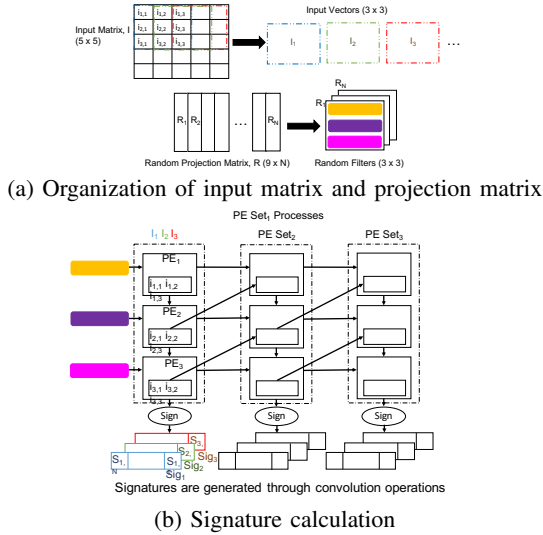 Input Matrix, I
(5 x 5)
i1,1 i1,2 i1,3
i2,1 i2,2 i2,3
i3,1 i3,2 i3,3
Input Vectors (3 x 3)
I1 I2 I3 ...
R1 R2 ... RN
Random Projection Matrix, R (9 x N)
RN
R1
Random Filters (3 x 3)
(a) Organization of input matrix and projection matrix
PE Set1 Processes
I1 I2 I3
PE Set2
PE Set3
PE1
i1,1 i1,2
i1,3
PE2
i2,1 i2,2
i2,3
PE3
i3,1 i3,2
i3,3
Sign Sign Sign
S3,
S2, Sig3
S1, S1, Sig2
N Sig1
Signatures are generated through convolution operations
(b) Signature calculation